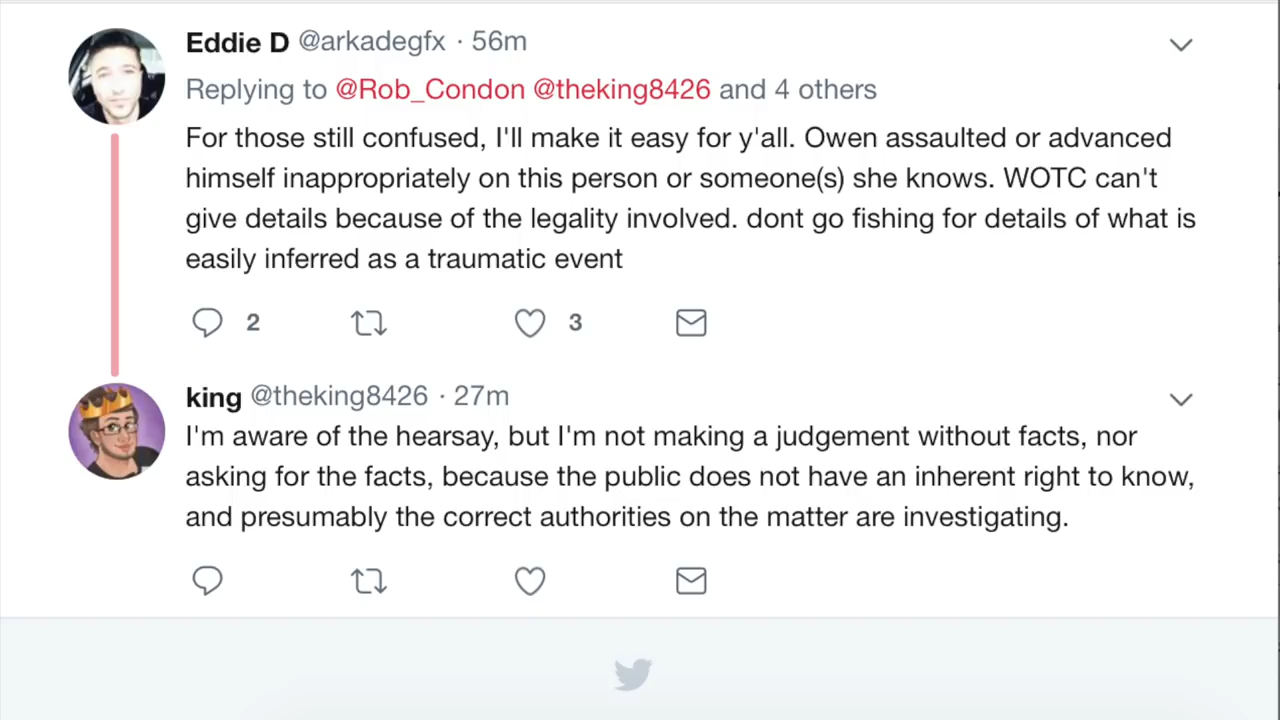 Eddie D @arkadegfx · 56m
Replying to @Rob_Condon @theking8426 and 4 others
For those still confused, I'll make it easy for y'all. Owen assaulted or advanced
himself inappropriately on this person or someone(s) she knows. WOTC can't
give details because of the legality involved. dont go fishing for details of what is
easily inferred as a traumatic event
2 3
king @theking8426 · 27m
I'm aware of the hearsay, but I'm not making a judgement without facts, nor
asking for the facts, because the public does not have an inherent right to know,
and presumably the correct authorities on the matter are investigating.